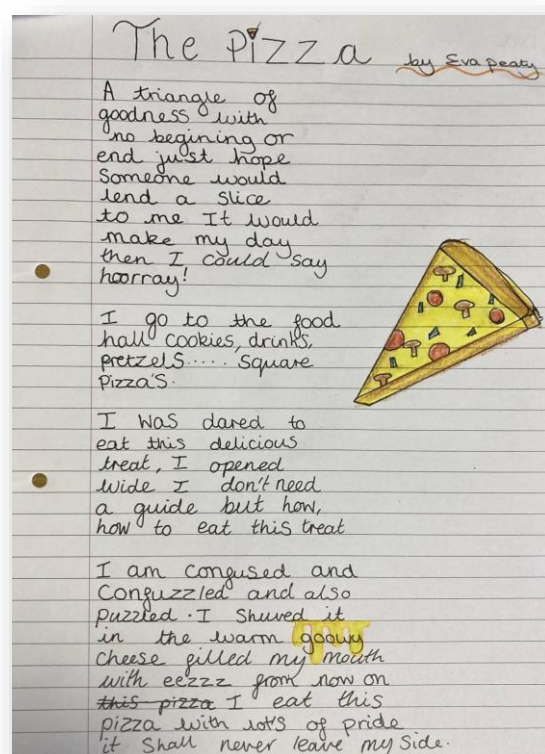 The Pizza
by Eva peaty
A triangle of
goodness with
no begining or
end just hope
Someone would
lend a slice
to me It would
make my day
then I could say
hoorray!
I go to the food
hall cookies, drinks,
pretzels..... square
Pizza's.
I was dared to
eat this delicious
treat, I opened
wide I don't need
a guide but how,
how to eat this treat
I am confused and
Confuzzled and also
puzzled. I Shuved it
in the warm goowy
cheese filled my mouth
with eezzz from now on
this pizza I eat this
pizza with lot's of pride
it shall never leave my side.